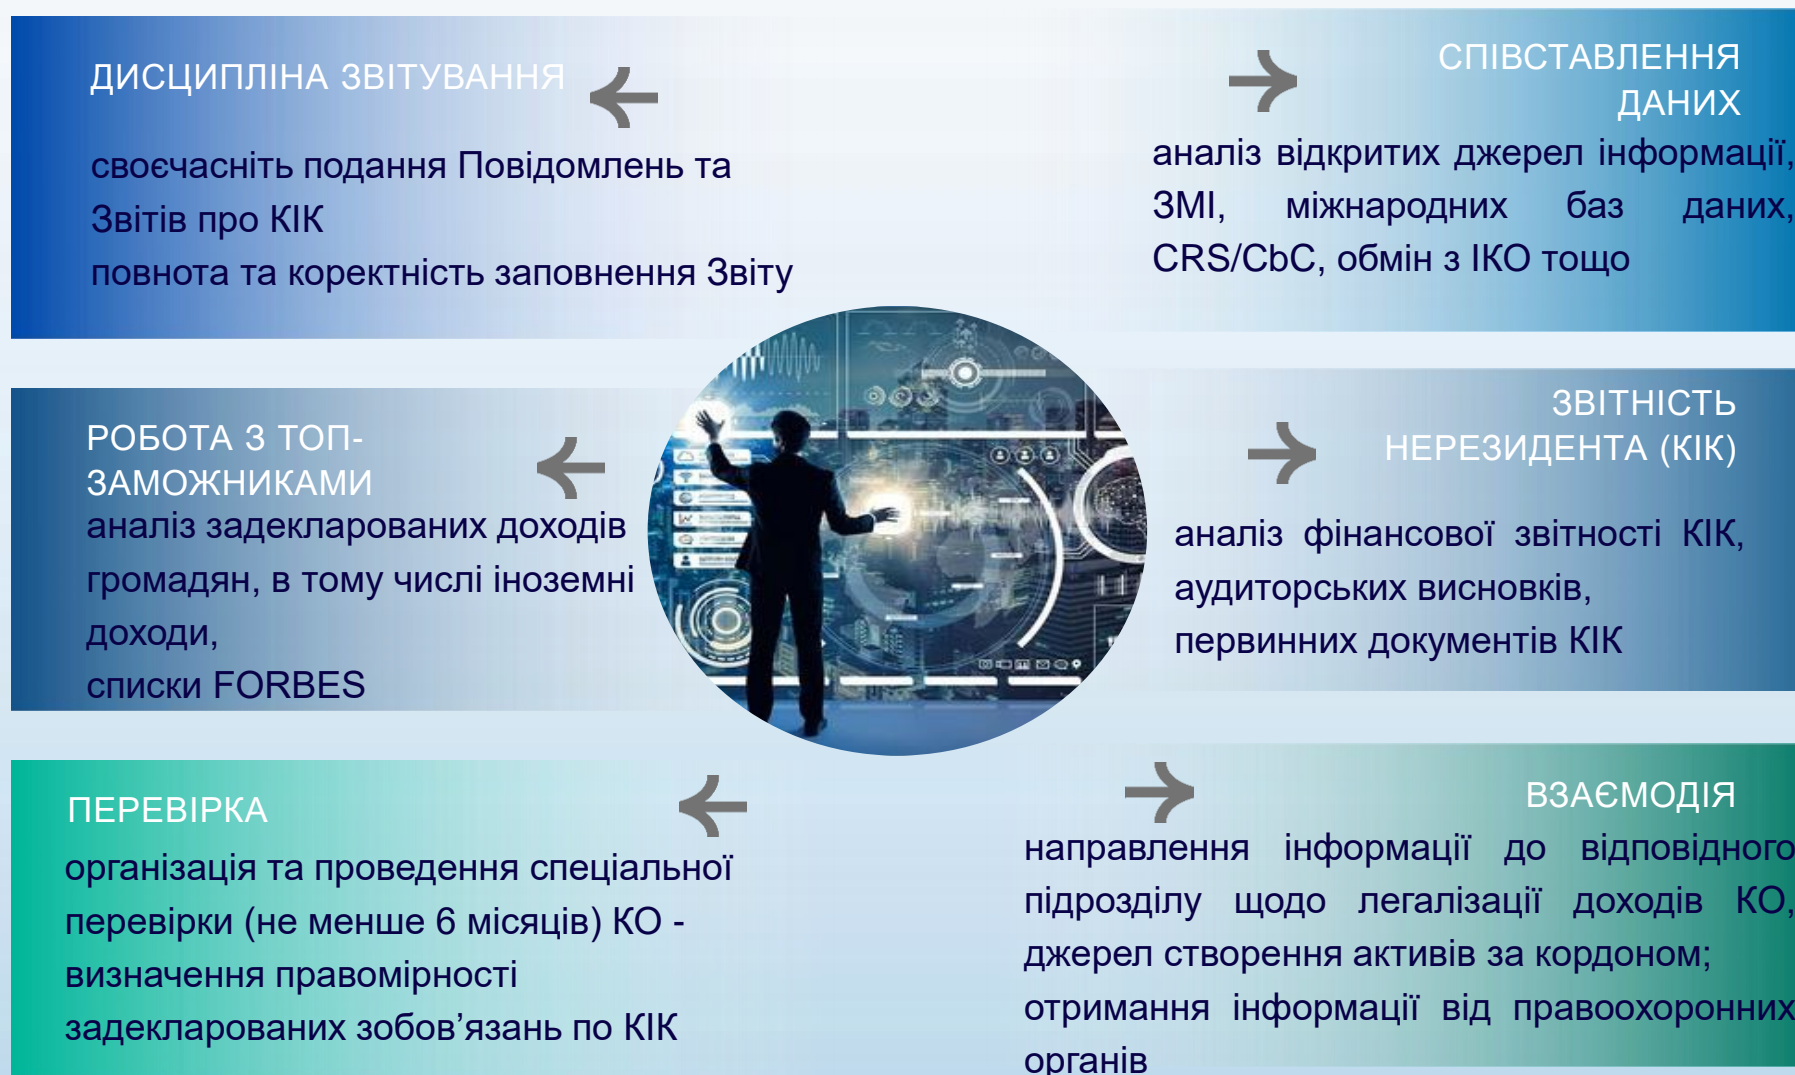 ДИСЦИПЛІНА ЗВІТУВАННЯ
своєчасніть подання Повідомлень та
Звітів про КІК
повнота та коректність заповнення Звіту
СПІВСТАВЛЕННЯ
ДАНИХ
аналіз відкритих джерел інформації,
ЗМІ, міжнародних баз даних,
CRS/CbC, обмін з ІКО тощо
РОБОТА З ТОП-
ЗАМОЖНИКАМИ
аналіз задекларованих доходів
громадян, в тому числі іноземні
доходи,
списки FORBES
ЗВІТНІСТЬ
НЕРЕЗИДЕНТА (КІК)
аналіз фінансової звітності КІК,
аудиторських висновків,
первинних документів КІК
ПЕРЕВІРКА
організація та проведення спеціальної
перевірки (не менше 6 місяців) КО -
визначення правомірності
задекларованих зобов’язань по КІК
ВЗАЄМОДІЯ
направлення інформації до відповідного
підрозділу щодо легалізації доходів КО,
джерел створення активів за кордоном;
отримання інформації від правоохоронних
органів